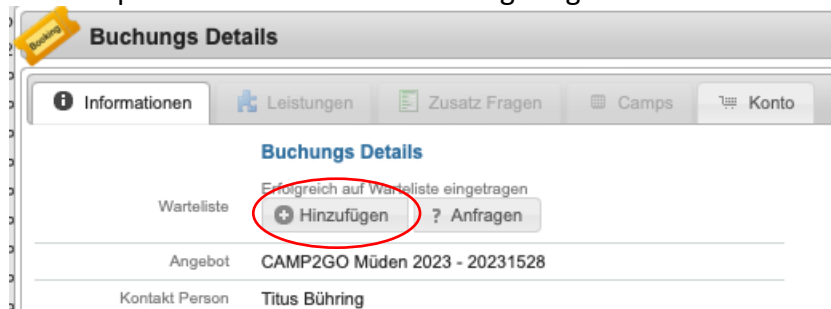 Booking
Buchungs Details
Informationen Leistungen Zusatz Fragen Camps Konto
Buchungs Details
Erfolgreich auf Warteliste eingetragen
Warteliste
Hinzufügen ? Anfragen
Angebot CAMP2GO Müden 2023 - 20231528
Kontakt Person Titus Bühring